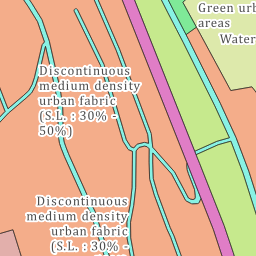 Green urb
areas
Water
Discontinuous
medium density
urban fabric
(S.L. : 30% -
50%)
Discontinuous
medium density
urban fabric
(S.L. : 30% -